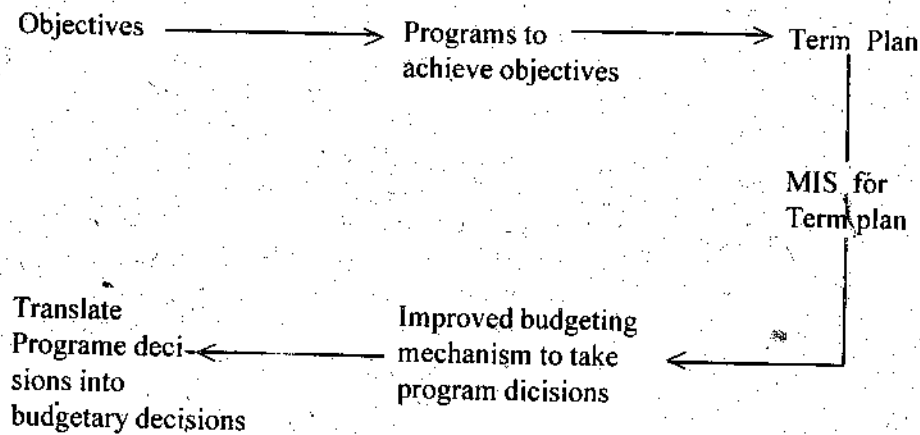 Objectives
Programs to
achieve objectives
Term Plan
MIS for
Term plan
Improved budgeting
mechanism to take
program dicisions
Translate
Programe deci-
sions into
budgetary decisions